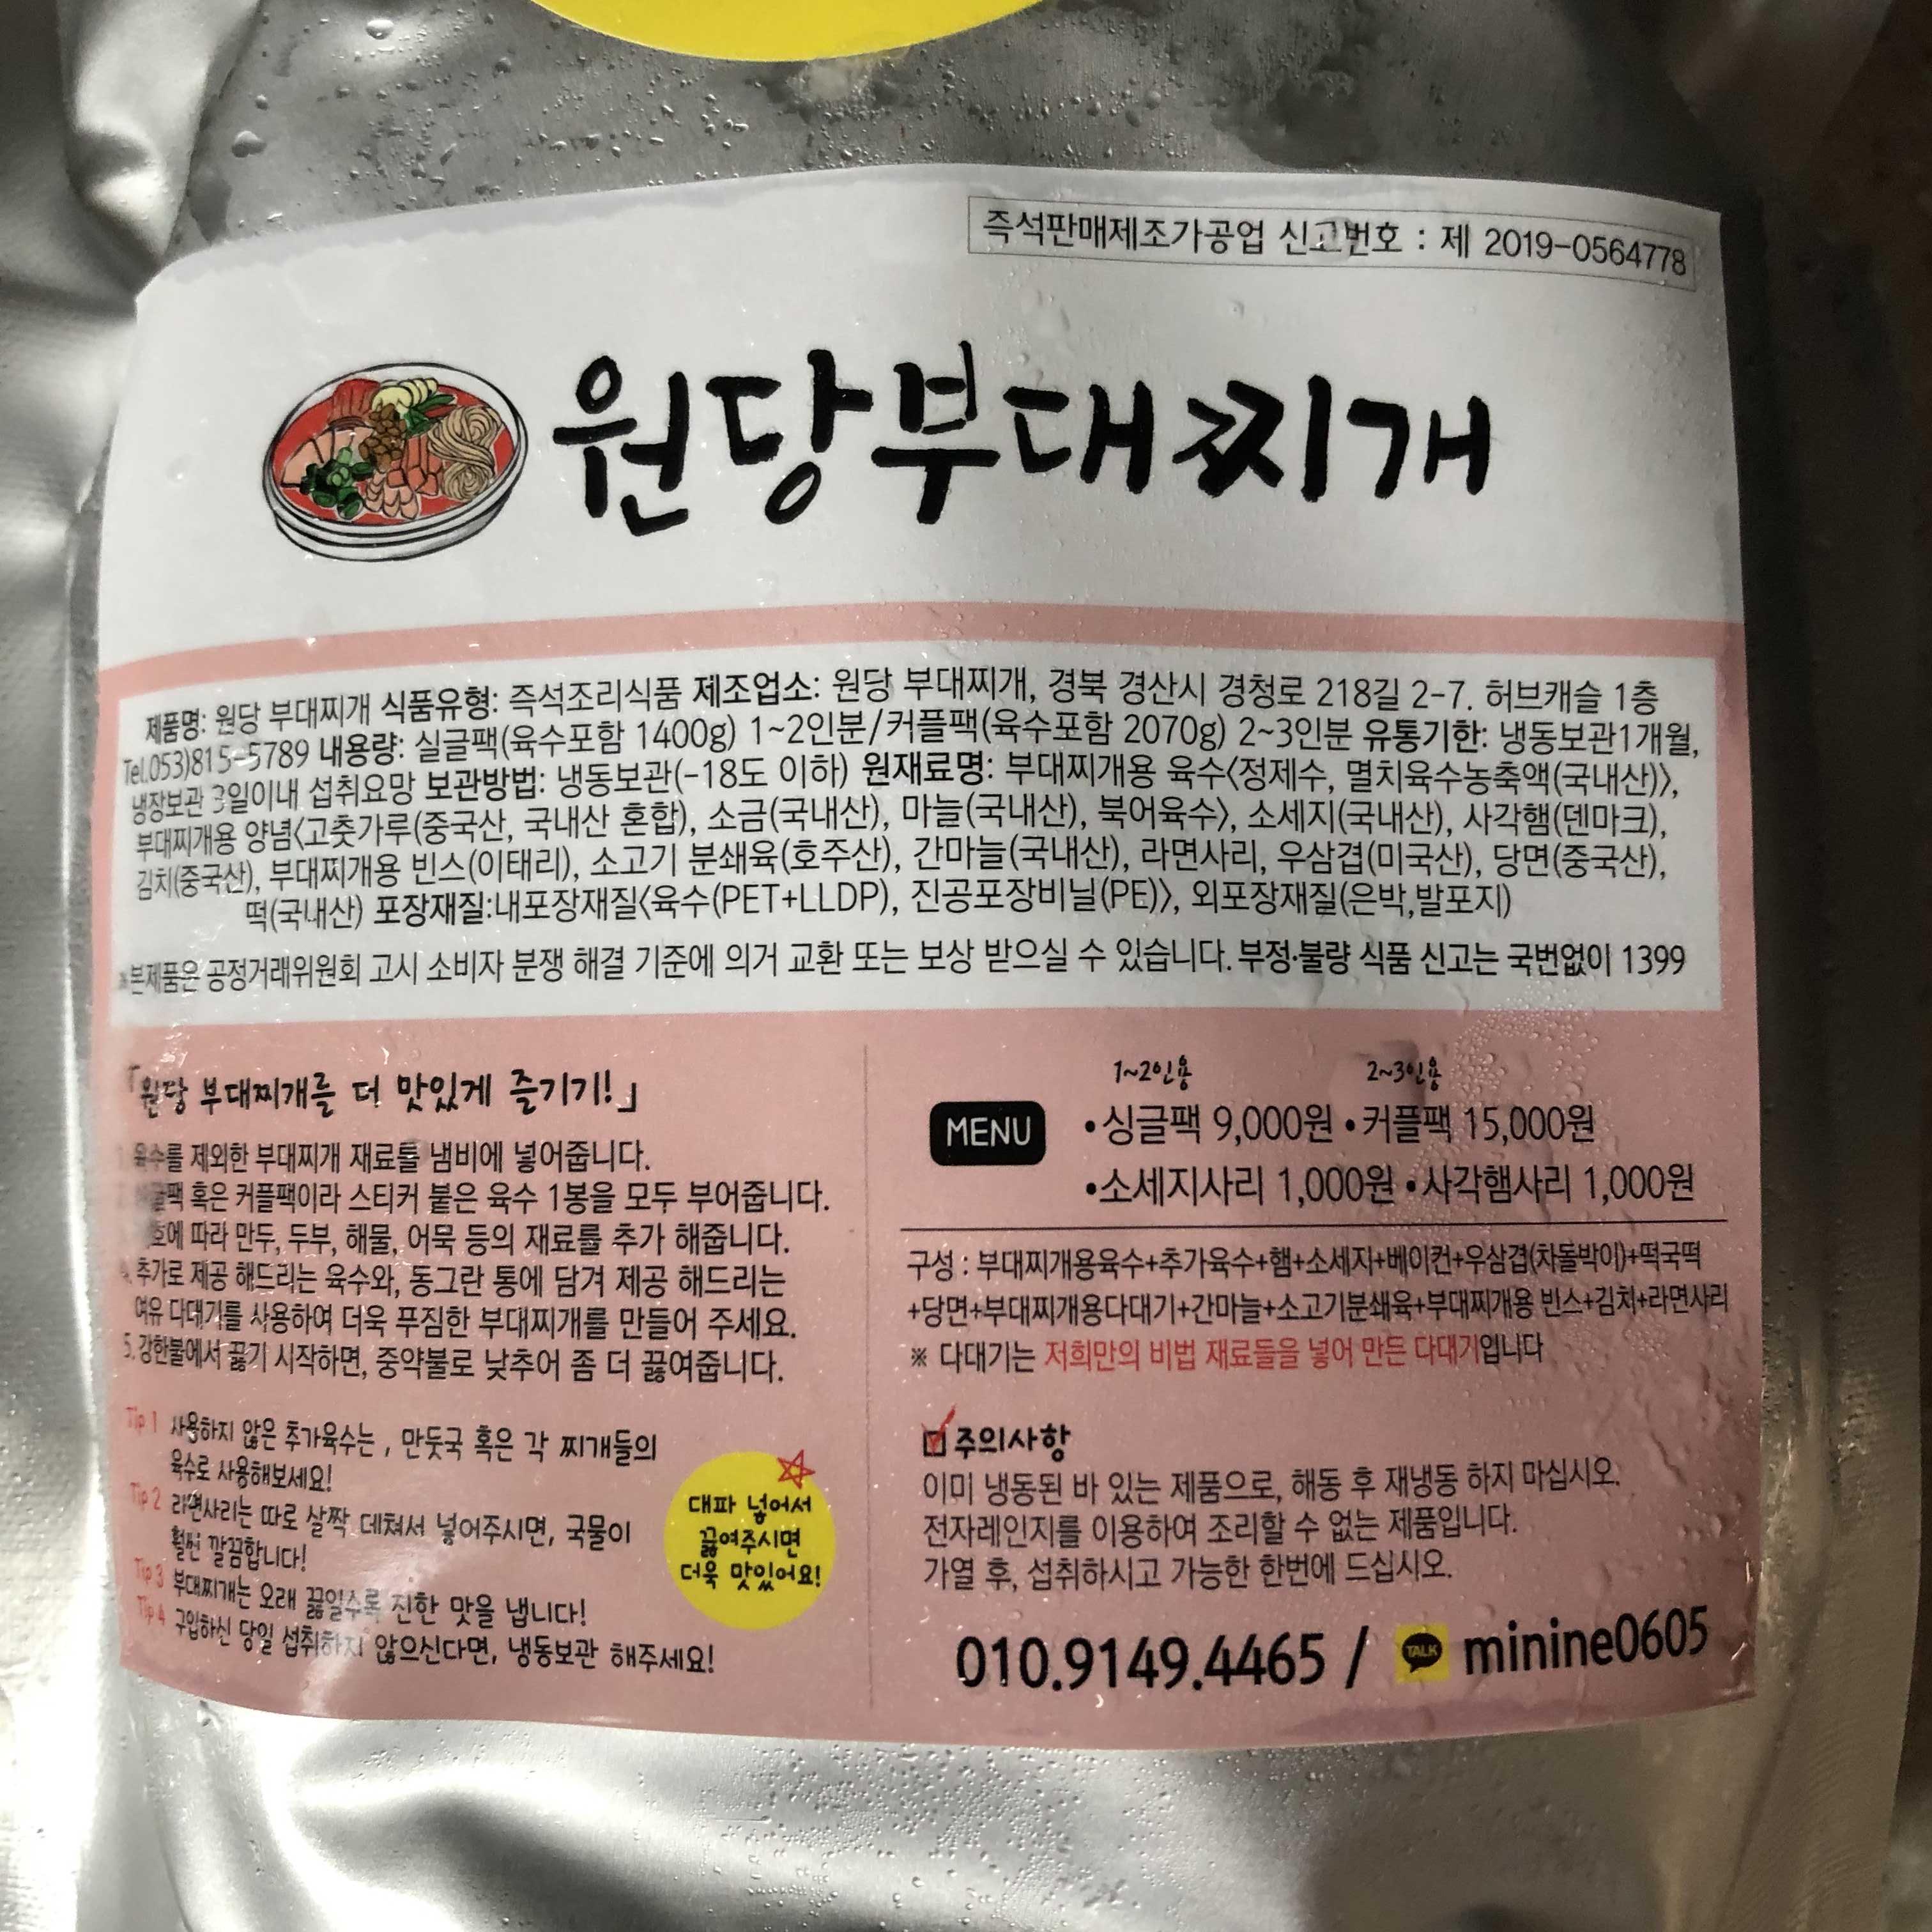 즉석판매제조가공업 신고번호 : 제 2019-0564778
원당부대찌개
제품명: 원당 부대찌개 식품유형: 즉석조리식품 제조업소: 원당 부대찌개, 경북 경산시 경청로 218길 2-7. 허브캐슬 1층
Tel.053)815-5789 내용량: 싱글팩(육수포함 1400g) 1~2인분/커플팩(육수포함 2070g) 2~3인분 유통기한: 냉동보관1개월,
냉장보관 3일이내 섭취요망 보관방법: 냉동보관(-18도 이하) 원재료명: 부대찌개용 육수<정제수, 멸치육수농축액(국내산)>,
부대찌개용 양념<고춧가루(중국산, 국내산 혼합), 소금(국내산), 마늘(국내산), 북어육수>, 소세지(국내산), 사각햄(덴마크),
김치(중국산), 부대찌개용 빈스(이태리), 소고기 분쇄육(호주산), 간마늘(국내산), 라면사리, 우삼겹(미국산), 당면(중국산),
떡(국내산) 포장재질:내포장재질<육수(PET+LLDP), 진공포장비닐(PE)>, 외포장재질(은박,발포지)
본제품은 공정거래위원회 고시 소비자 분쟁 해결 기준에 의거 교환 또는 보상 받으실 수 있습니다. 부정·불량 식품 신고는 국번없이 1399
「원당 부대찌개를 더 맛있게 즐기기!」
육수를 제외한 부대찌개 재료를 냄비에 넣어줍니다.
혹은 커플팩이라 스티커 붙은 육수 1봉을 모두 부어줍니다.
따라 만두, 두부, 해물, 어묵 등의 재료를 추가 해줍니다.
4. 추가로 제공 해드리는 육수와, 동그란 통에 담겨 제공 해드리는
여유 다대기를 사용하여 더욱 푸짐한 부대찌개를 만들어 주세요.
5. 강한불에서 끓기 시작하면, 중약불로 낮추어 좀 더 끓여줍니다.
Tip 1 사용하지 않은 추가육수는 , 만둣국 혹은 각 찌개들의
육수로 사용해보세요!
Tip 2 라면사리는 따로 살짝 데쳐서 넣어주시면, 국물이
훨씬 깔끔합니다!
Tip 3 부대찌개는 오래 끓일수록 진한 맛을 냅니다!
Tip 4 구입하신 당일 섭취하지 않으신다면, 냉동보관 해주세요!
대파 넣어서
끓여주시면
더욱 맛있어요!
1~2인용 2~3인용
MENU •싱글팩 9,000원 •커플팩 15,000원
•소세지사리 1,000원 •사각햄사리 1,000원
구성 : 부대찌개용육수+추가육수+햄+소세지+베이컨+우삼겹(차돌박이)+떡국떡
+당면+부대찌개용다대기+간마늘+소고기분쇄육+부대찌개용 빈스+김치+라면사리
※ 다대기는 저희만의 비법 재료들을 넣어 만든 다대기입니다
주의사항
이미 냉동된 바 있는 제품으로, 해동 후 재냉동 하지 마십시오.
전자레인지를 이용하여 조리할 수 없는 제품입니다.
가열 후, 섭취하시고 가능한 한번에 드십시오.
010.9149.4465 / TALK minine0605